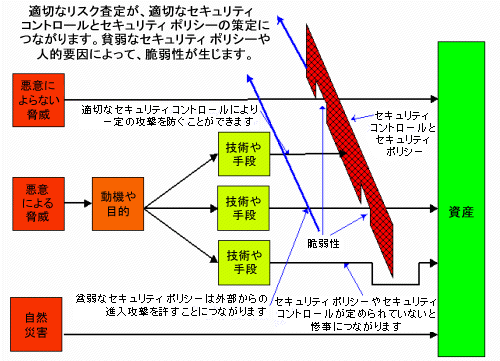 適切なリスク査定が、適切なセキュリティ
コントロールとセキュリティ ポリシーの策定に
つながります。貧弱なセキュリティ ポリシーや
人的要因によって、脆弱性が生じます。
悪意に
よらない
脅威
適切なセキュリティ コントロールにより
一定の攻撃を防ぐことができます
セキュリティ
コントロールと
セキュリティ
ポリシー
技術や
手段
悪意
による
脅威
動機や
目的
技術や
手段
資産
技術や
手段
脆弱性
貧弱なセキュリティ ポリシーは外部からの
進入攻撃を許すことにつながります
セキュリティ ポリシーやセキュリティ
コントロールが定められていないと
惨事につながります
自然
災害